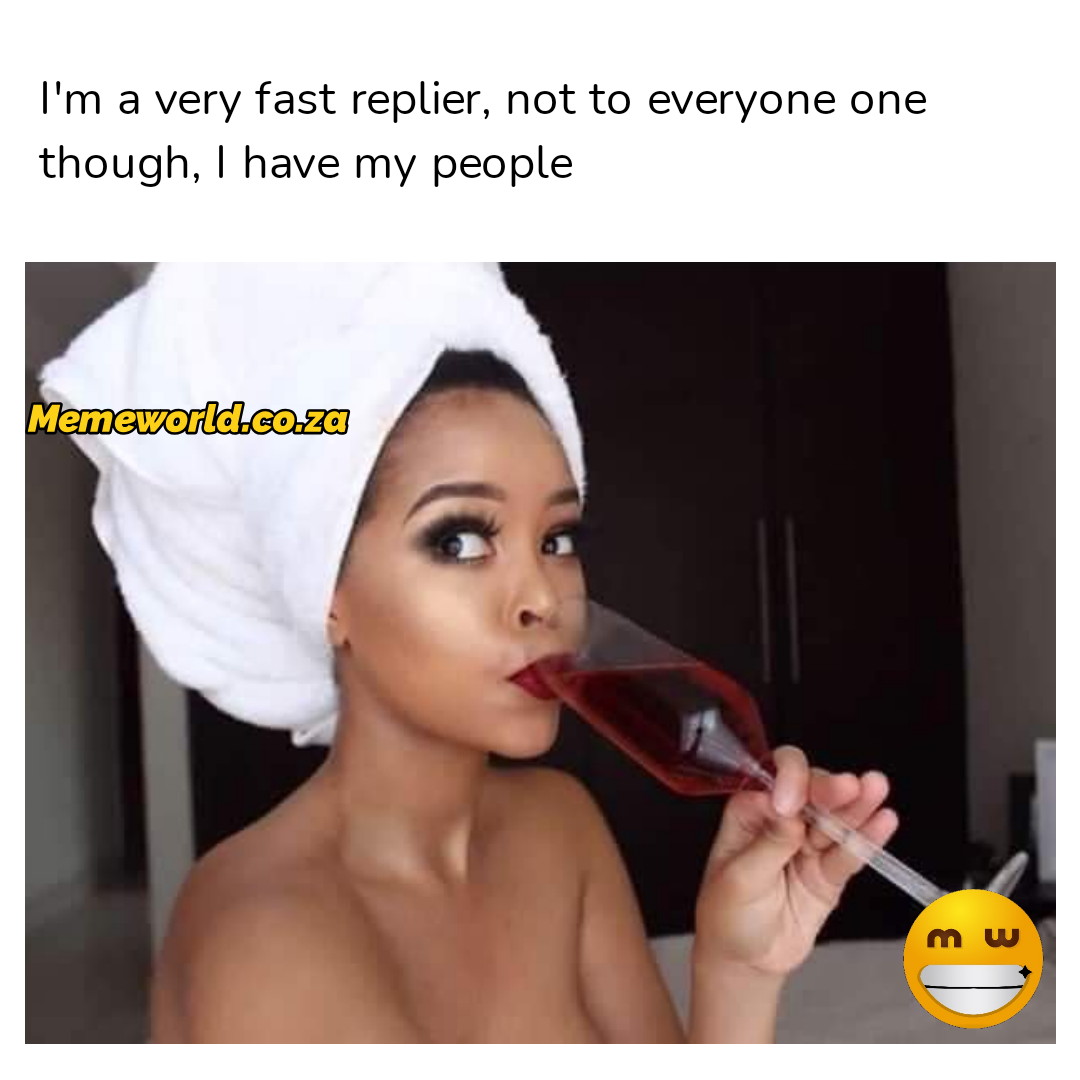 I'm a very fast replier, not to everyone one
though, I have my people
Memeworld.co.za
m w